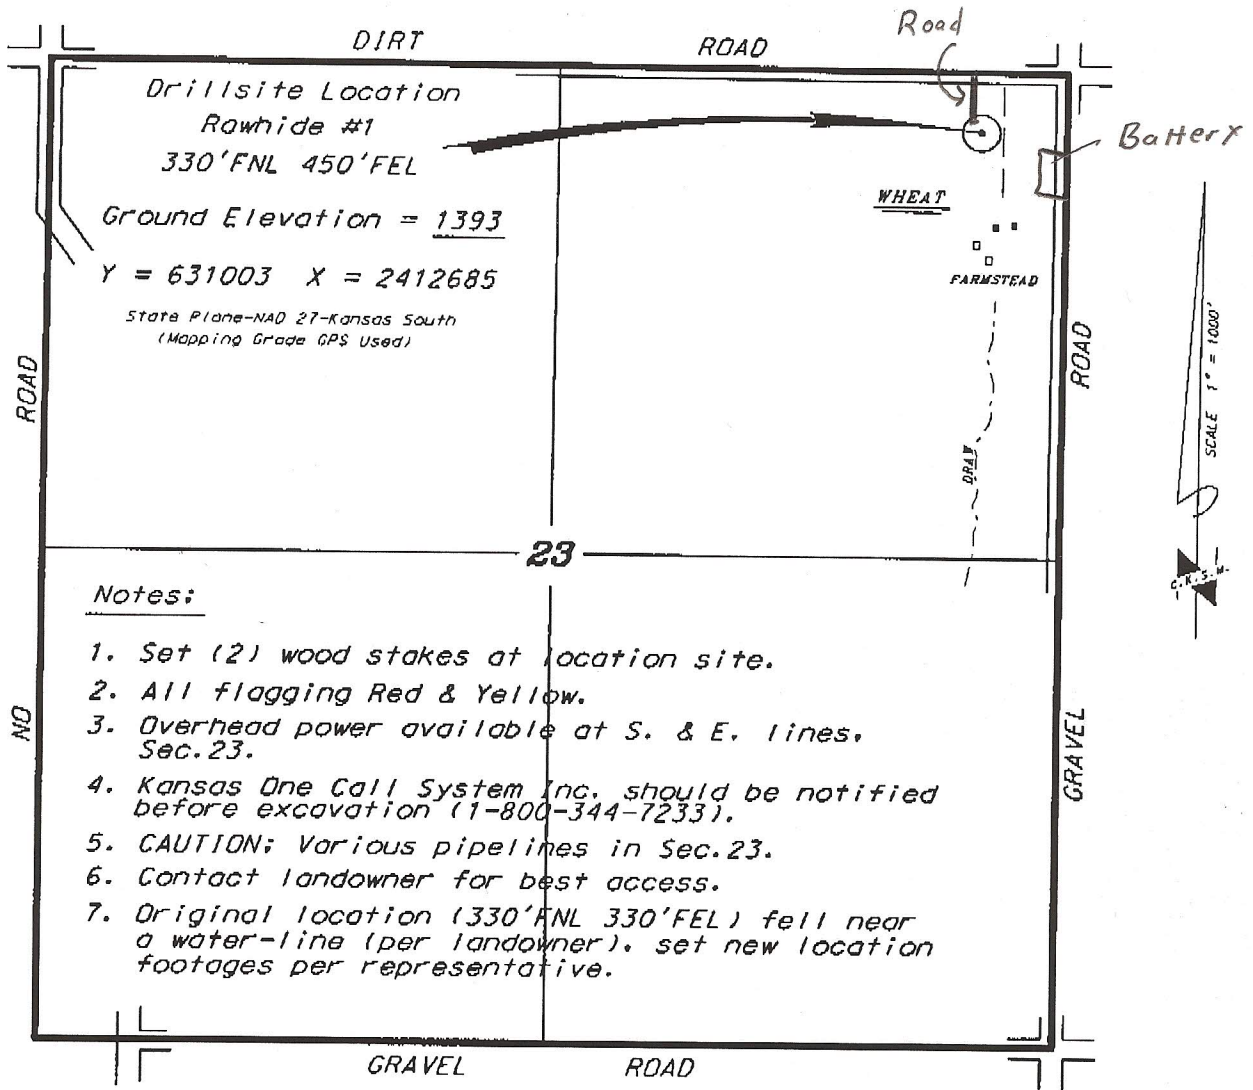 Road
DIRT ROAD
Drillsite Location
Rawhide #1
330'FNL 450'FEL
Battery
WHEAT
Ground Elevation = 1393
Y = 631003 X = 2412685
FARMSTEAD
State Plane-NAD 27-Kansas South
(Mapping Grade GPS Used)
ROAD
ROAD
SCALE 1" = 1000'
DRAW
23
C.K.S.M.
Notes:
1. Set (2) wood stakes at location site.
2. All flagging Red & Yellow.
3. Overhead power available at S. & E. lines,
Sec.23.
NO
GRAVEL
4. Kansas One Call System Inc. should be notified
before excavation (1-800-344-7233).
5. CAUTION: Various pipelines in Sec.23.
6. Contact landowner for best access.
7. Original location (330'FNL 330'FEL) fell near
a water-line (per landowner). set new location
footages per representative.
GRAVEL ROAD